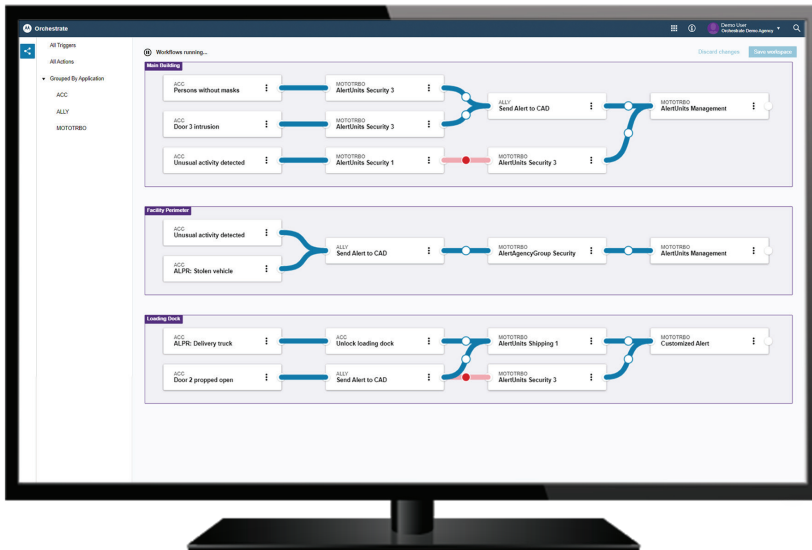 Orchestrate
Demo User
Orchestrate Demo Agency
All Triggers
All Actions
Grouped By Application
ACC
ALLY
MOTOTRBO
Workflows running...
Discard changes
Save workspace
Main Building
ACC
Persons without masks
MOTOTRBO
AlertUnits Security 3
ALLY
Send Alert to CAD
MOTOTRBO
AlertUnits Management
ACC
Door 3 intrusion
MOTOTRBO
AlertUnits Security 3
ACC
Unusual activity detected
MOTOTRBO
AlertUnits Security 1
MOTOTRBO
AlertUnits Security 3
Facility Perimeter
ACC
Unusual activity detected
ALLY
Send Alert to CAD
MOTOTRBO
AlertAgencyGroup Security
MOTOTRBO
AlertUnits Management
ACC
ALPR: Stolen vehicle
Loading Dock
ACC
ALPR: Delivery truck
ACC
Unlock loading dock
MOTOTRBO
AlertUnits Shipping 1
MOTOTRBO
Customized Alert
ACC
Door 2 propped open
ALLY
Send Alert to CAD
MOTOTRBO
AlertUnits Security 3